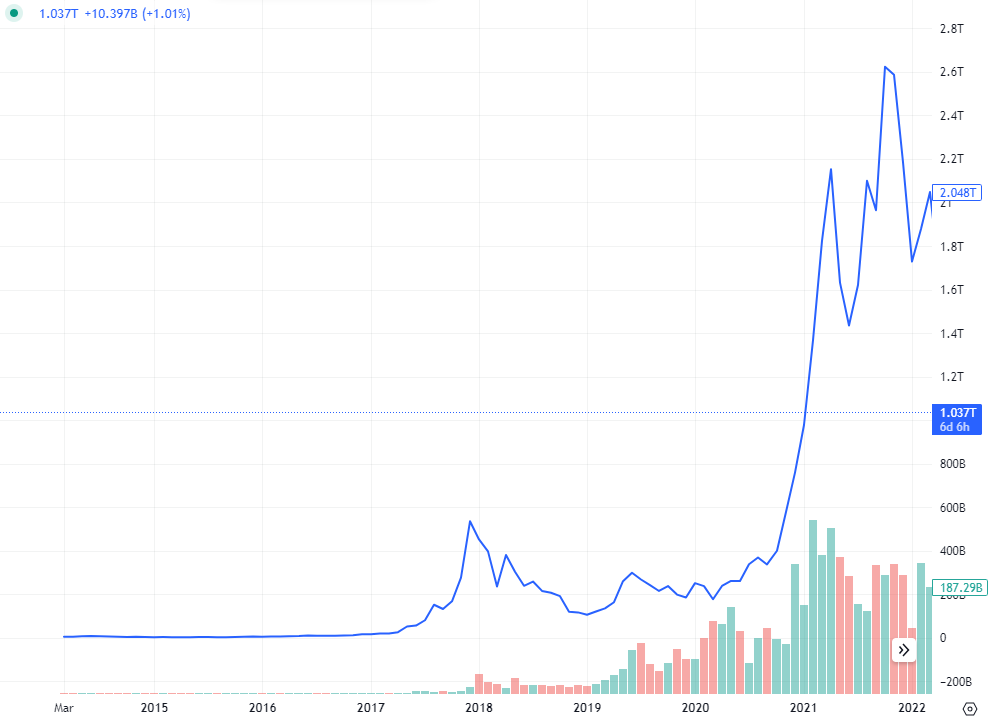 1.037T +10.397B (+1.01%)
2.8T
2.6T
2.4T
2.2T
2.048T
2T
1.8T
1.6T
1.4T
1.2T
1.037T
6d 6h
800B
600B
400B
187.29B
200B
0
−200B
Mar 2015 2016 2017 2018 2019 2020 2021 2022